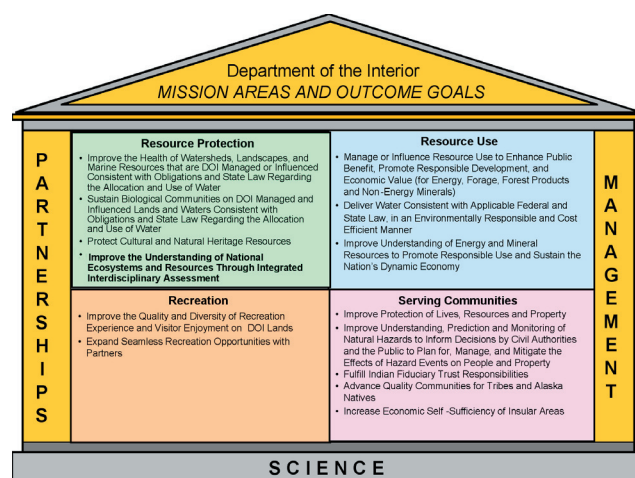 Department of the Interior
MISSION AREAS AND OUTCOME GOALS
PARTNERSHIPS
Resource Protection
• Improve the Health of Watersheds, Landscapes, and
Marine Resources that are DOI Managed or Influenced
Consistent with Obligations and State Law Regarding
the Allocation and Use of Water
• Sustain Biological Communities on DOI Managed and
Influenced Lands and Waters Consistent with
Obligations and State Law Regarding the Allocation
and Use of Water
• Protect Cultural and Natural Heritage Resources
• Improve the Understanding of National
Ecosystems and Resources Through Integrated
Interdisciplinary Assessment
Resource Use
• Manage or Influence Resource Use to Enhance Public
Benefit, Promote Responsible Development, and
Economic Value (for Energy, Forage, Forest Products
and Non-Energy Minerals)
• Deliver Water Consistent with Applicable Federal and
State Law, in an Environmentally Responsible and Cost
Efficient Manner
• Improve Understanding of Energy and Mineral
Resources to Promote Responsible Use and Sustain the
Nation's Dynamic Economy
Recreation
• Improve the Quality and Diversity of Recreation
Experience and Visitor Enjoyment on DOI Lands
• Expand Seamless Recreation Opportunities with
Partners
Serving Communities
• Improve Protection of Lives, Resources and Property
• Improve Understanding, Prediction and Monitoring of
Natural Hazards to Inform Decisions by Civil Authorities
and the Public to Plan for, Manage, and Mitigate the
Effects of Hazard Events on People and Property
• Fulfill Indian Fiduciary Trust Responsibilities
• Advance Quality Communities for Tribes and Alaska
Natives
• Increase Economic Self -Sufficiency of Insular Areas
MANAGEMENT
SCIENCE